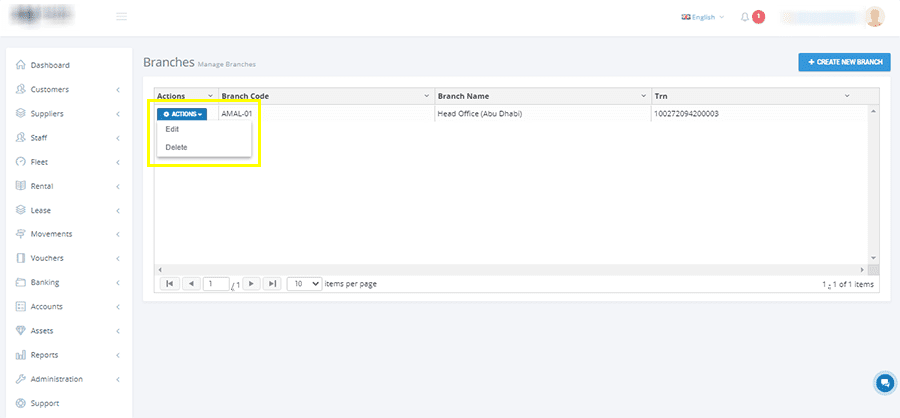 English
1
Dashboard
Customers
Suppliers
Staff
Fleet
Rental
Lease
Movements
Vouchers
Banking
Accounts
Assets
Reports
Administration
Support
Branches Manage Branches
+ CREATE NEW BRANCH
Actions Branch Code Branch Name Trn
ACTIONS AMAL-01 Head Office (Abu Dhabi) 100272094200003
Edit
Delete
1 / 1 10 items per page 1 - 1 of 1 items